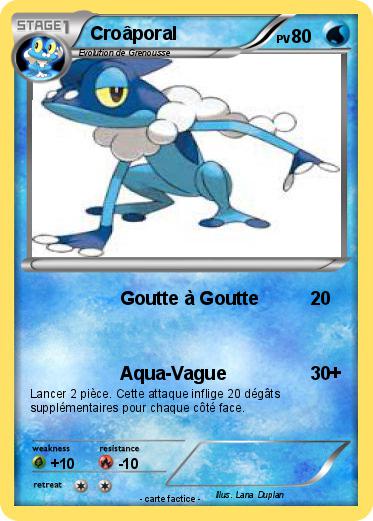 STAGE1
Croâporal
PV80
Evolution de Grenousse
Goutte à Goutte 20
Aqua-Vague 30+
Lancer 2 pièce. Cette attaque inflige 20 dégâts
supplémentaires pour chaque côté face.
weakness resistance
+10 -10
retreat
- carte factice -
Illus. Lana Duplan